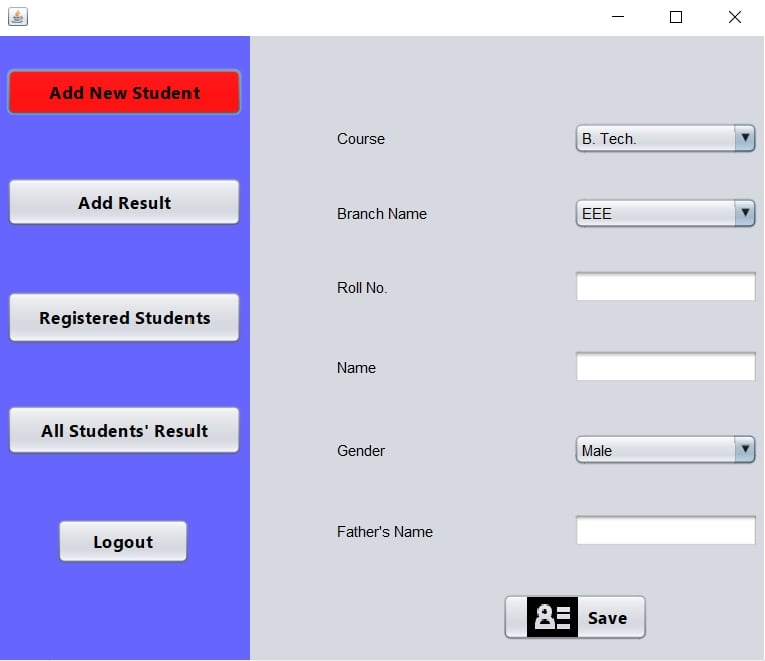 Add New Student
Add Result
Registered Students
All Students' Result
Logout
Course
B. Tech.
Branch Name
EEE
Roll No.
Name
Gender
Male
Father's Name
Save